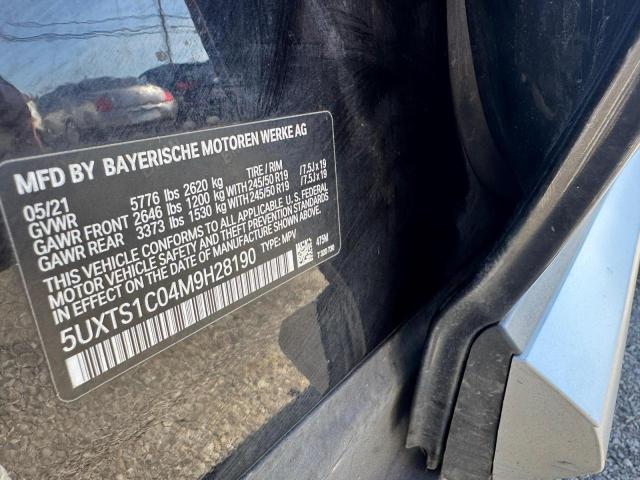 MFD BY BAYERISCHE MOTOREN WERKE AG
05/21 TIRE / RIM
GVWR 5776 lbs 2620 kg
GAWR FRONT 2646 lbs 1200 kg WITH 245/50 R19 /7.5J x 19
GAWR REAR 3373 lbs 1530 kg WITH 245/50 R19 /7.5J x 19
THIS VEHICLE CONFORMS TO ALL APPLICABLE U.S. FEDERAL
MOTOR VEHICLE SAFETY AND THEFT PREVENTION STANDARDS
IN EFFECT ON THE DATE OF MANUFACTURE SHOWN ABOVE.
5UXTS1C04M9H28190 TYPE: MPV
475M